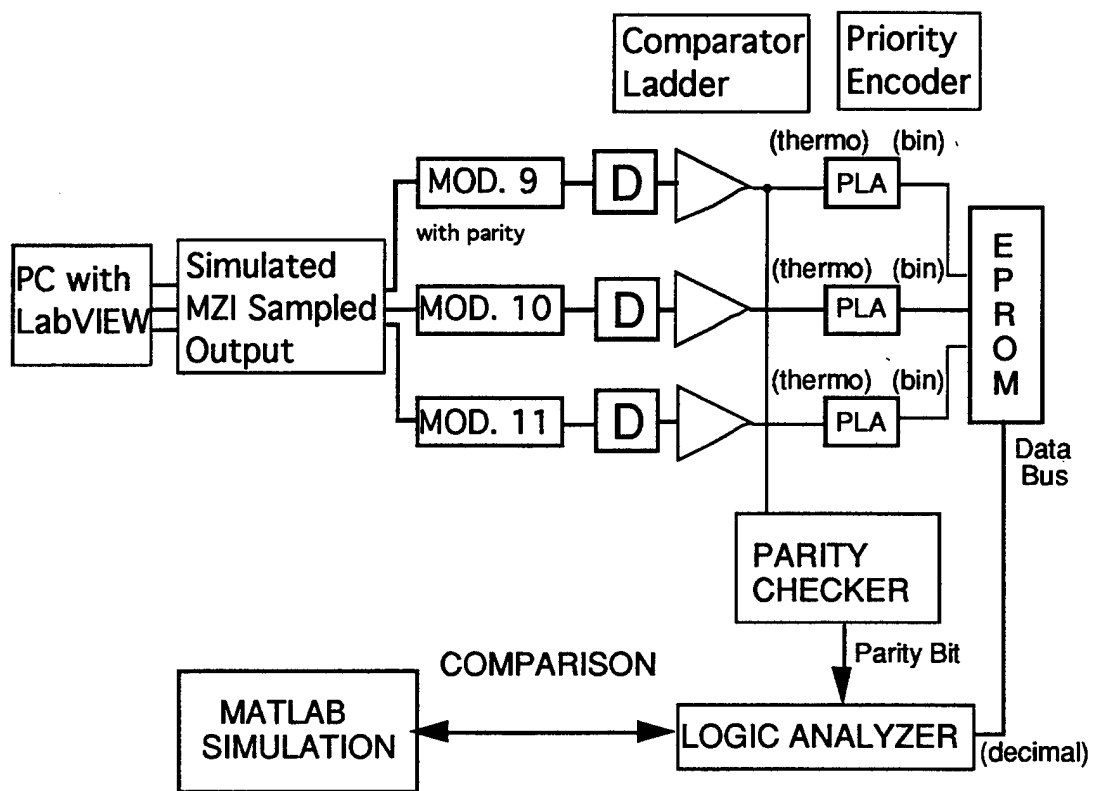 Comparator
Ladder
Priority
Encoder
(thermo)
(bin)
MOD. 9
D
PLA
with parity
PC with
LabVIEW
Simulated
MZI Sampled
Output
(thermo)
(bin)
MOD. 10
D
PLA
E
P
R
O
M
(thermo)
(bin)
MOD. 11
D
PLA
Data
Bus
PARITY
CHECKER
Parity Bit
COMPARISON
MATLAB
SIMULATION
LOGIC ANALYZER
(decimal)